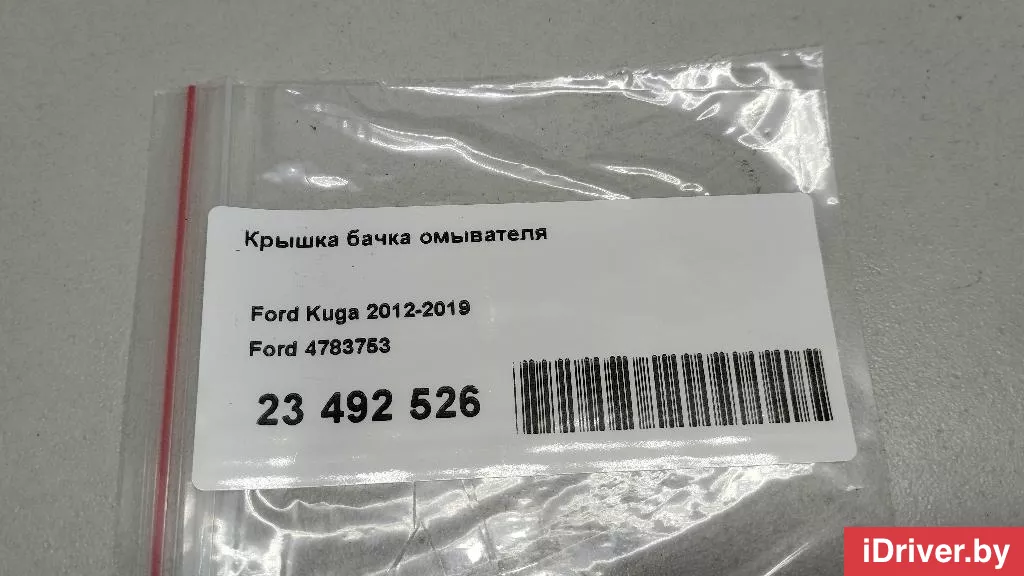 Крышка бачка омывателя
Ford Kuga 2012-2019
Ford 4783753
23 492 526
iDriver.by